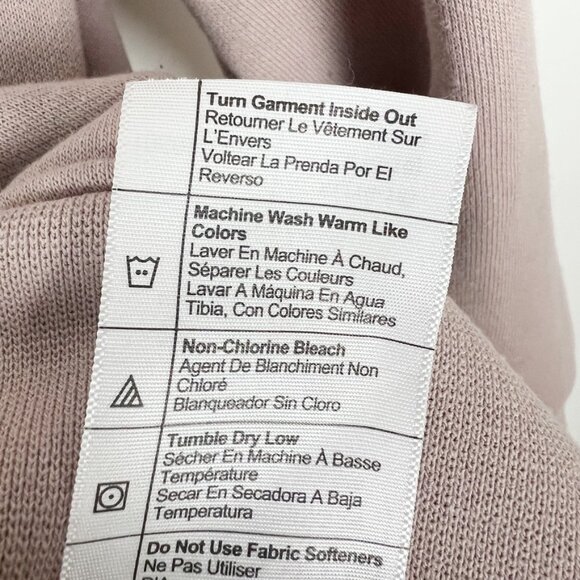 Turn Garment Inside Out
Retourner Le Vêtement Sur
L'Envers
Voltear La Prenda Por El
Reverso
Machine Wash Warm Like
Colors
Laver En Machine À Chaud,
Séparer Les Couleurs
Lavar A Máquina En Agua
Tibia, Con Colores Similares
Non-Chlorine Bleach
Agent De Blanchiment Non
Chloré
Blanqueador Sin Cloro
Tumble Dry Low
Sécher En Machine À Basse
Température
Secar En Secadora A Baja
Temperatura
Do Not Use Fabric Softeners
Ne Pas Utiliser